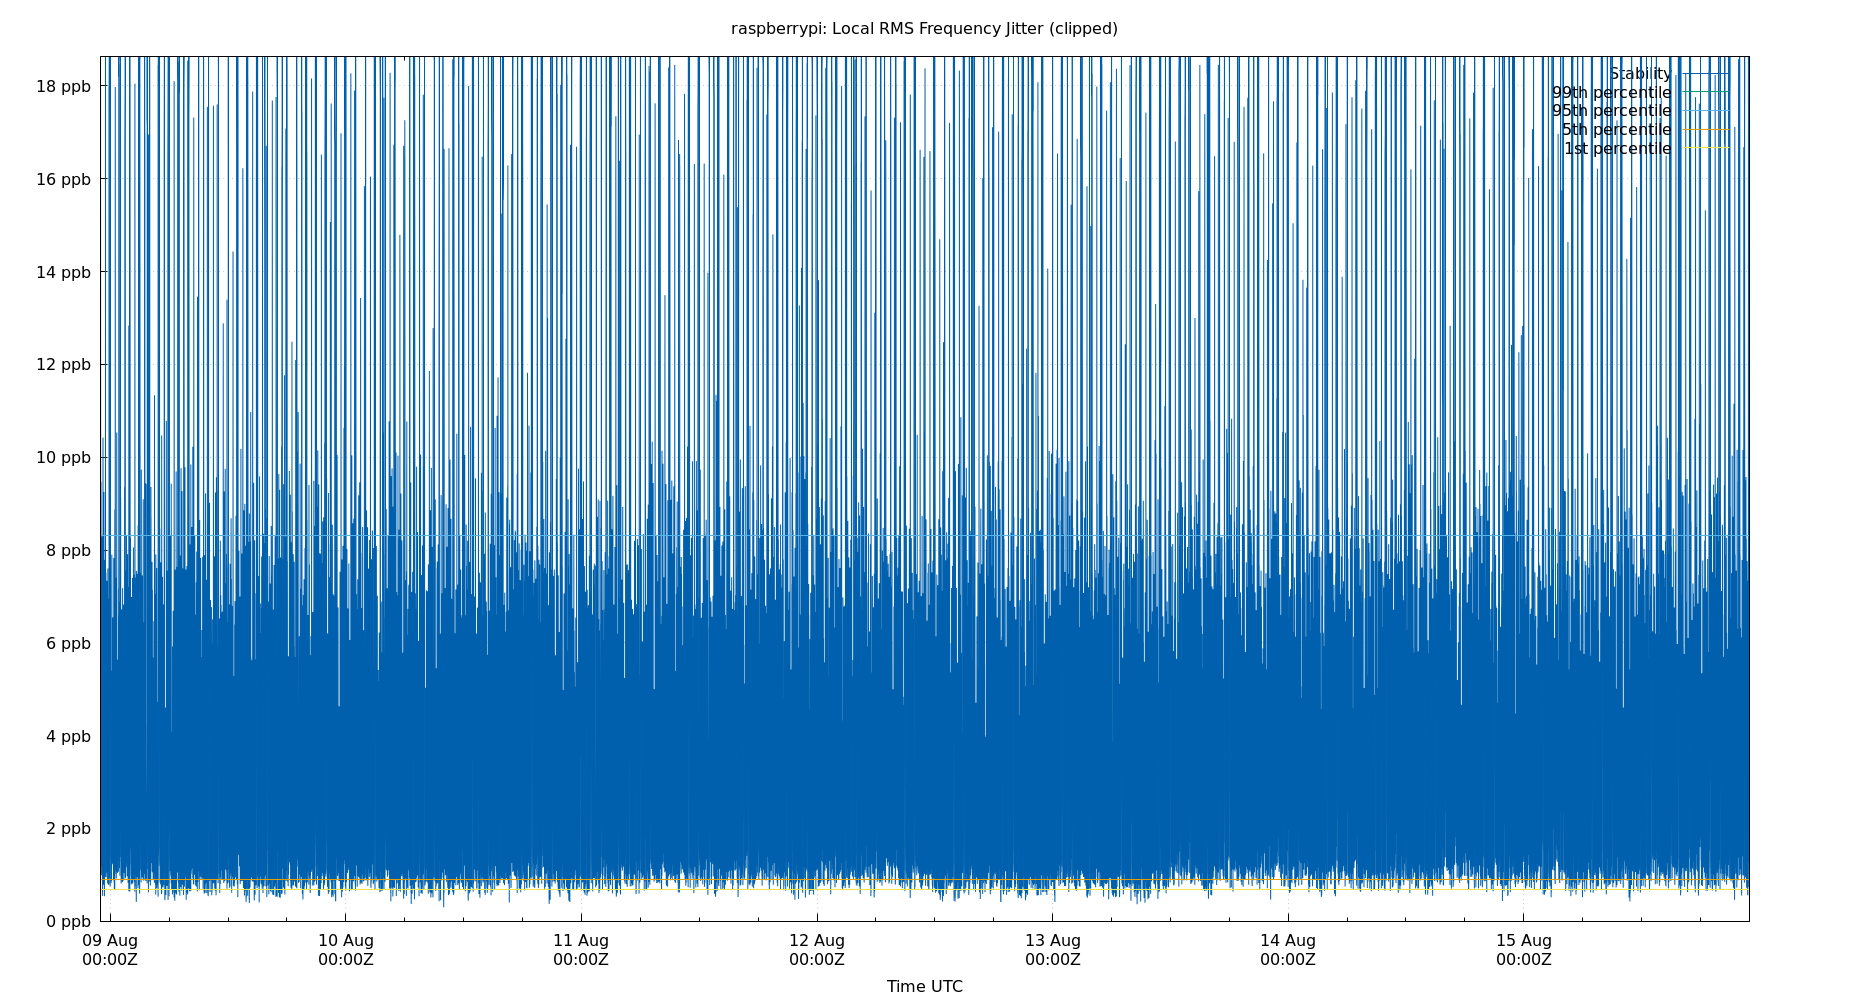 raspberrypi: Local RMS Frequency Jitter (clipped)
Stability
99th percentile
95th percentile
5th percentile
1st percentile
18 ppb
16 ppb
14 ppb
12 ppb
10 ppb
8 ppb
6 ppb
4 ppb
2 ppb
0 ppb
09 Aug 10 Aug 11 Aug 12 Aug 13 Aug 14 Aug 15 Aug
00:00Z 00:00Z 00:00Z 00:00Z 00:00Z 00:00Z 00:00Z
Time UTC